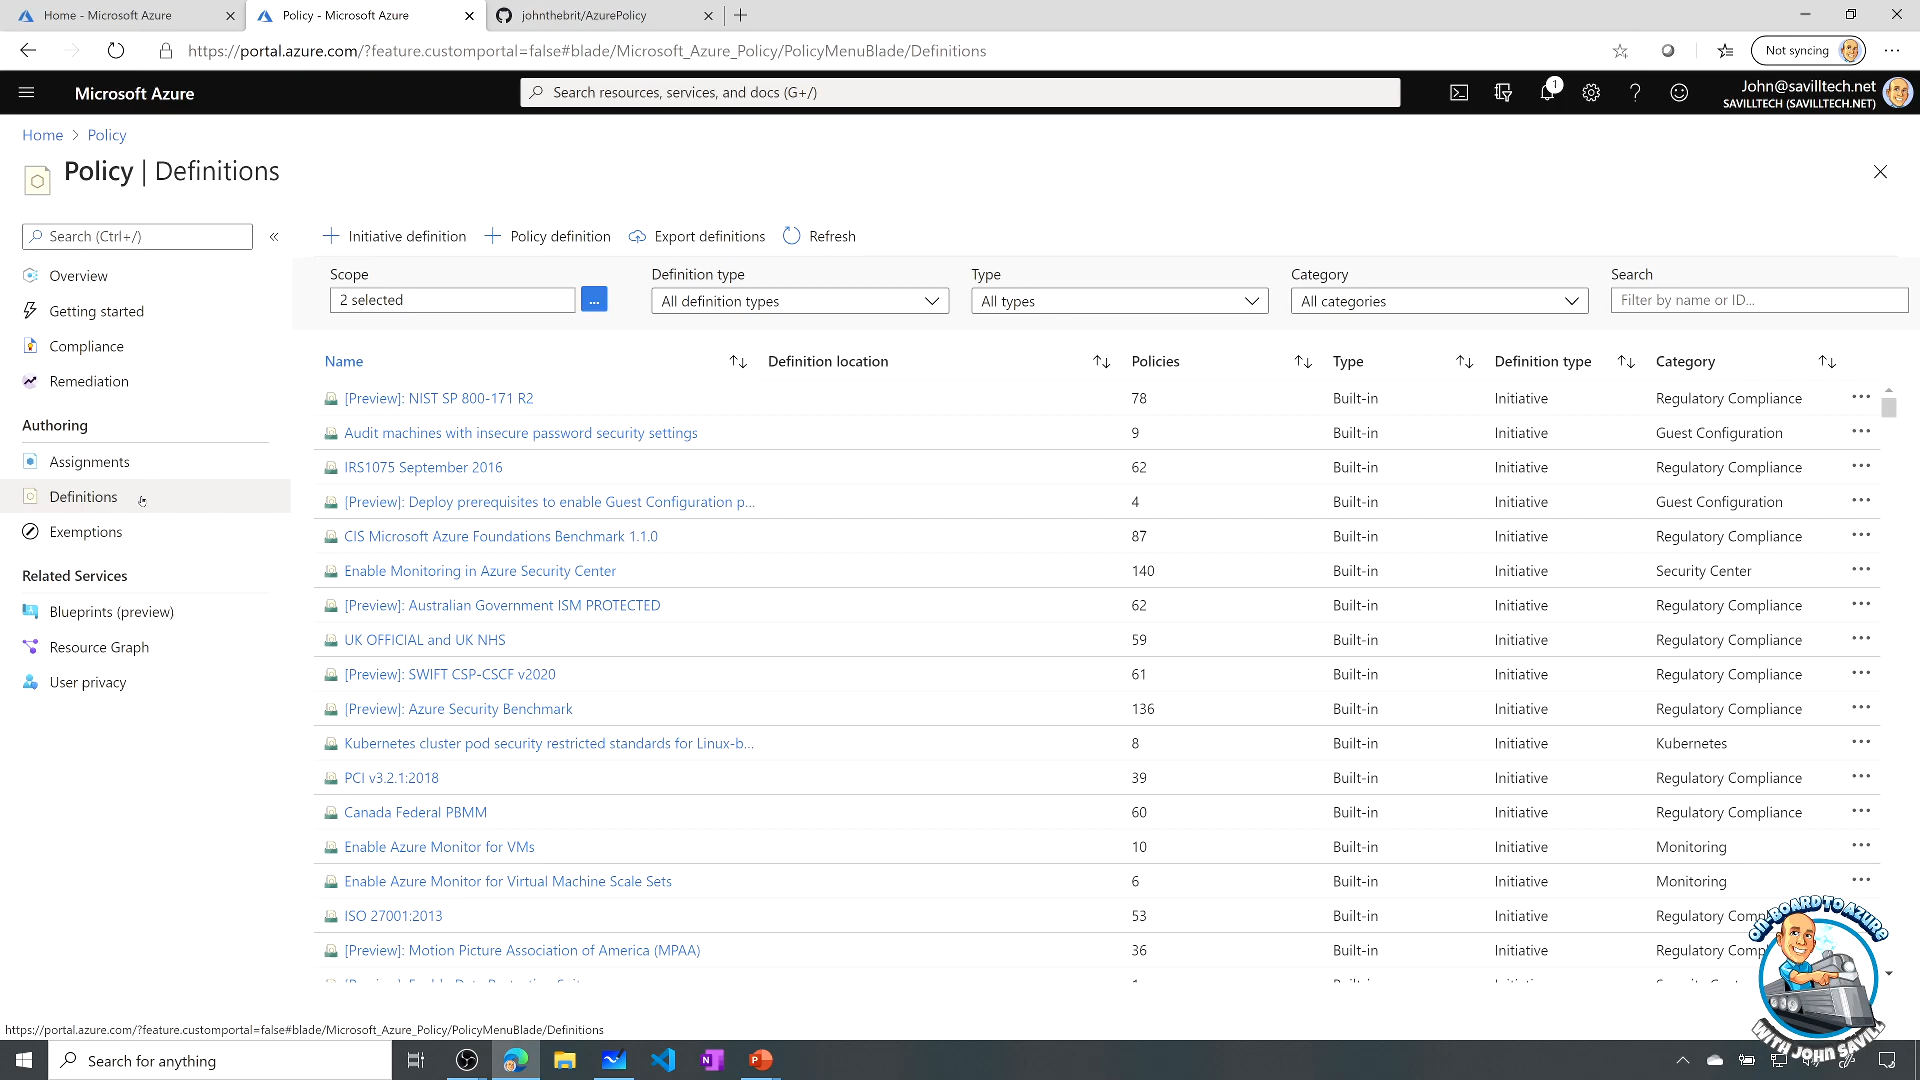 Home - Microsoft Azure
Policy - Microsoft Azure
johnthebrit/AzurePolicy
https://portal.azure.com/?feature.customportal=false#blade/Microsoft_Azure_Policy/PolicyMenuBlade/Definitions
Not syncing
Microsoft Azure
Search resources, services, and docs (G+/)
1
John@savilltech.net
SAVILLTECH (SAVILLTECH.NET)
Home > Policy
Policy | Definitions
Search (Ctrl+/)
Overview
Getting started
Compliance
Remediation
Authoring
Assignments
Definitions
Exemptions
Related Services
Blueprints (preview)
Resource Graph
User privacy
Initiative definition
Policy definition
Export definitions
Refresh
Scope
2 selected
...
Definition type
All definition types
Type
All types
Category
All categories
Search
Filter by name or ID...
Name Definition location Policies Type Definition type Category
[Preview]: NIST SP 800-171 R2 78 Built-in Initiative Regulatory Compliance
Audit machines with insecure password security settings 9 Built-in Initiative Guest Configuration
IRS1075 September 2016 62 Built-in Initiative Regulatory Compliance
[Preview]: Deploy prerequisites to enable Guest Configuration p... 4 Built-in Initiative Guest Configuration
CIS Microsoft Azure Foundations Benchmark 1.1.0 87 Built-in Initiative Regulatory Compliance
Enable Monitoring in Azure Security Center 140 Built-in Initiative Security Center
[Preview]: Australian Government ISM PROTECTED 62 Built-in Initiative Regulatory Compliance
UK OFFICIAL and UK NHS 59 Built-in Initiative Regulatory Compliance
[Preview]: SWIFT CSP-CSCF v2020 61 Built-in Initiative Regulatory Compliance
[Preview]: Azure Security Benchmark 136 Built-in Initiative Regulatory Compliance
Kubernetes cluster pod security restricted standards for Linux-b... 8 Built-in Initiative Kubernetes
PCI v3.2.1:2018 39 Built-in Initiative Regulatory Compliance
Canada Federal PBMM 60 Built-in Initiative Regulatory Compliance
Enable Azure Monitor for VMs 10 Built-in Initiative Monitoring
Enable Azure Monitor for Virtual Machine Scale Sets 6 Built-in Initiative Monitoring
ISO 27001:2013 53 Built-in Initiative Regulatory Comp
[Preview]: Motion Picture Association of America (MPAA) 36 Built-in Initiative Regulatory Comp
ON-BOARD TO AZURE
WITH JOHN SAVILL
https://portal.azure.com/?feature.customportal=false#blade/Microsoft_Azure_Policy/PolicyMenuBlade/Definitions
Search for anything